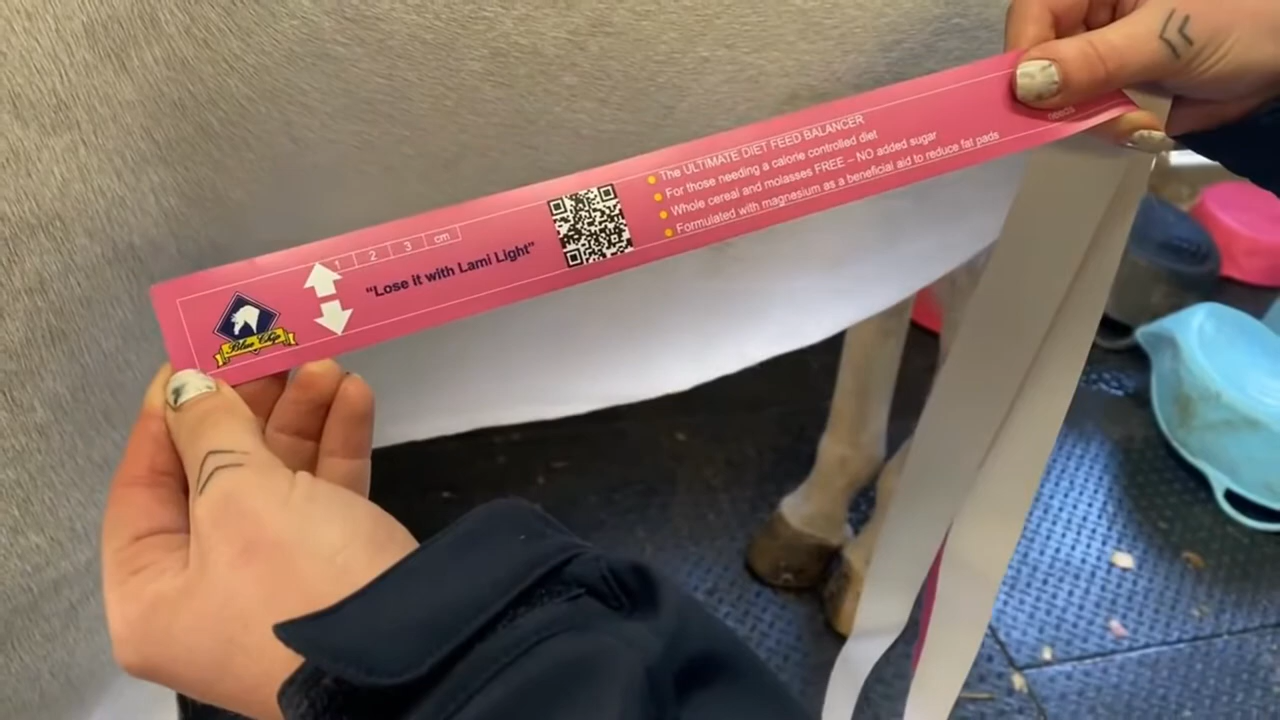 1 2 3 cm
Blue Chip
“Lose it with Lami Light”
The ULTIMATE DIET FEED BALANCER
For those needing a calorie controlled diet
Whole cereal and molasses FREE – NO added sugar
Formulated with magnesium as a beneficial aid to reduce fat pads